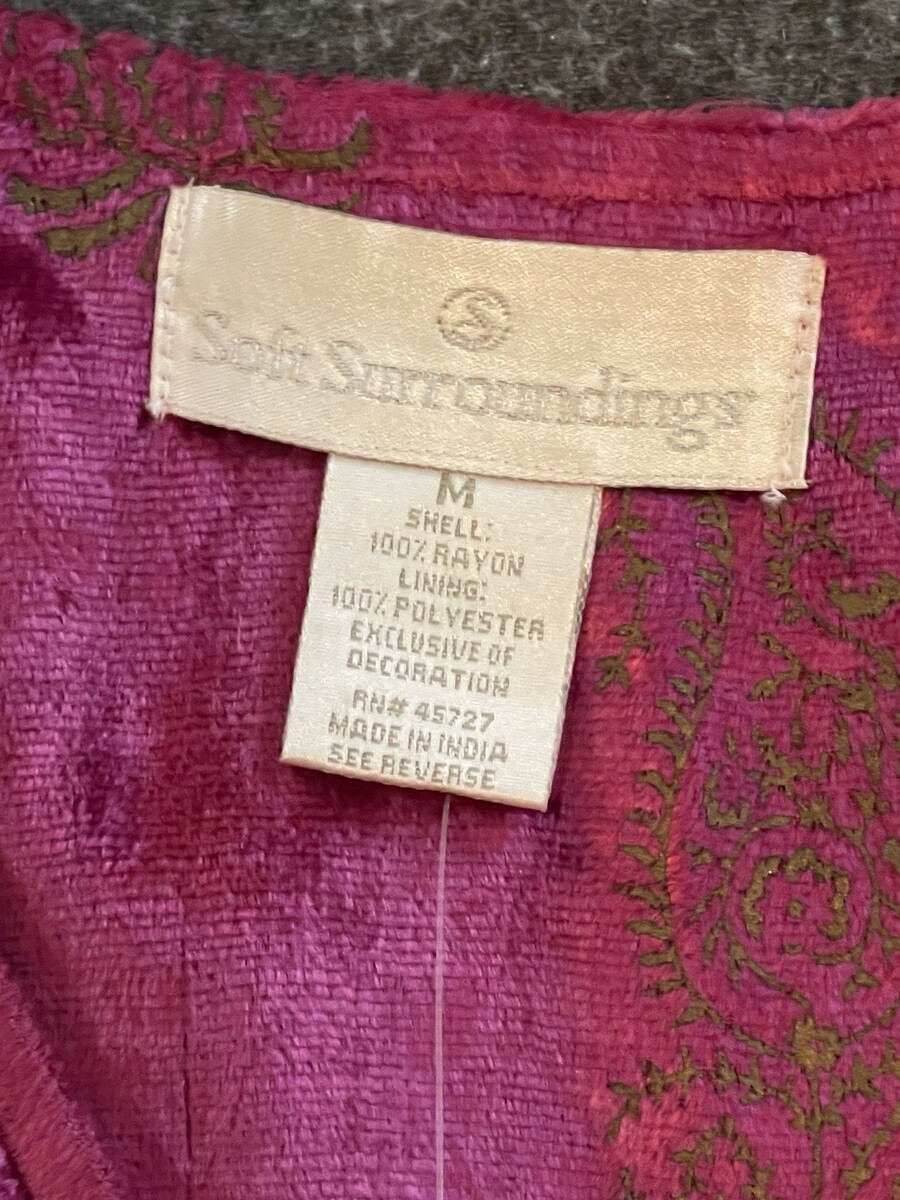 S
Soft Surroundings
M
SHELL:
100% RAYON
LINING:
100% POLYESTER
EXCLUSIVE OF
DECORATION
RN# 45727
MADE IN INDIA
SEE REVERSE